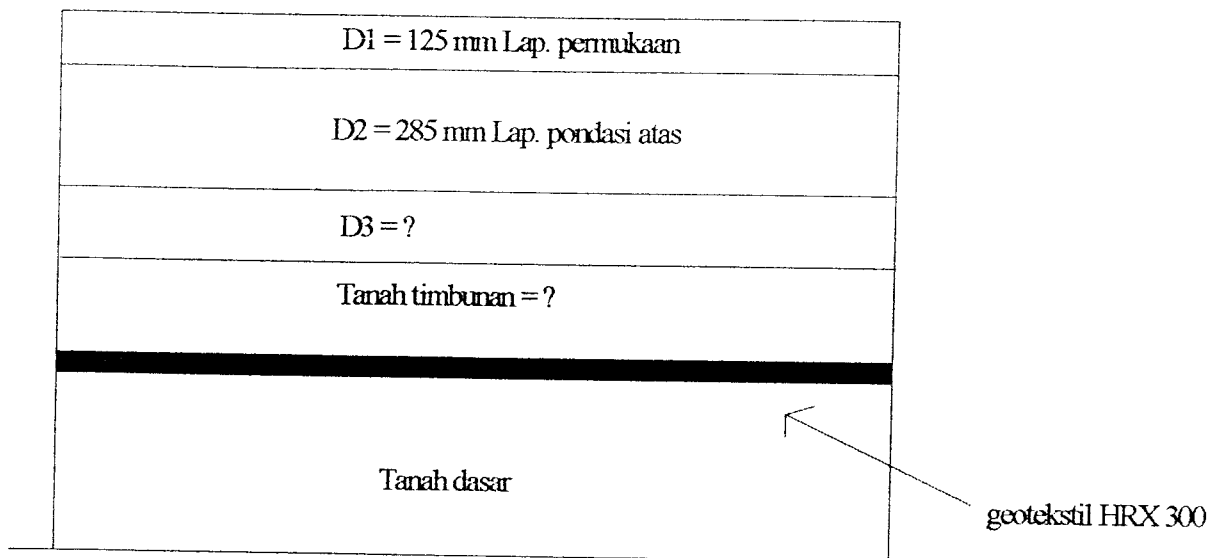 D1 = 125 mm Lap. permukaan
D2 = 285 mm Lap. pondasi atas
D3 = ?
Tanah timbunan = ?
Tanah dasar
geotekstil HRX 300